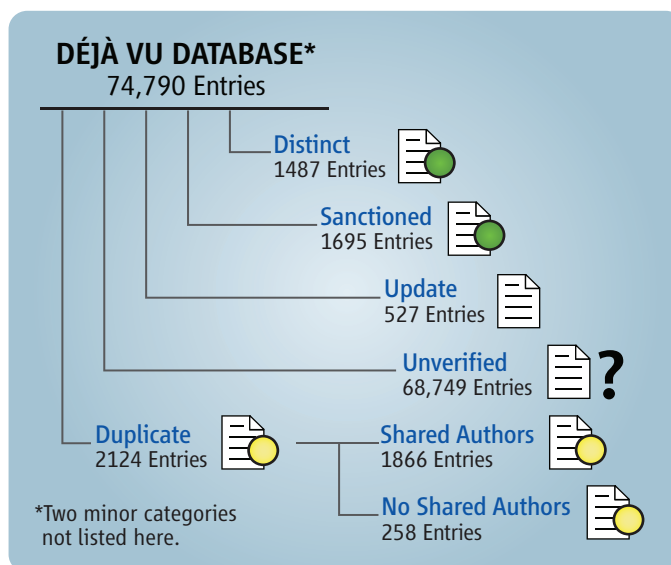 DÉJÀ VU DATABASE*
74,790 Entries
Distinct
1487 Entries
Sanctioned
1695 Entries
Update
527 Entries
Unverified
68,749 Entries
?
Duplicate
2124 Entries
Shared Authors
1866 Entries
No Shared Authors
258 Entries
*Two minor categories
not listed here.